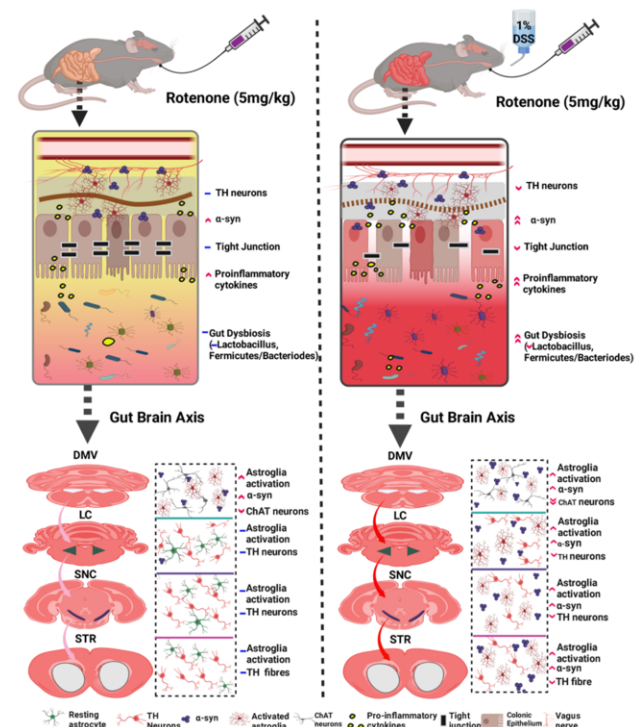 1%
DSS
Rotenone (5mg/kg)
Rotenone (5mg/kg)
TH neurons
α-syn
Tight Junction
Proinflammatory
cytokines
Gut Dysbiosis
(Lactobacillus,
Fermicutes/Bacteriodes)
TH neurons
α-syn
Tight Junction
Proinflammatory
cytokines
Gut Dysbiosis
(Lactobacillus,
Fermicutes/Bacteriodes)
Gut Brain Axis
Gut Brain Axis
DMV
LC
SNC
STR
Astroglia
activation
α-syn
ChAT neurons
Astroglia
activation
TH neurons
Astroglia
activation
TH neurons
Astroglia
activation
TH fibres
DMV
LC
SNC
STR
Astroglia
activation
α-syn
ChAT neurons
Astroglia
activation
α-syn
TH neurons
Astroglia
activation
α-syn
TH neurons
Astroglia
activation
α-syn
TH fibre
Resting
astrocyte
TH
Neurons
α-syn
Activated
astroglia
ChAT
neurons
Pro-inflammatory
cytokines
Tight
junction
Colonic
Epithelium
Vagus
nerve